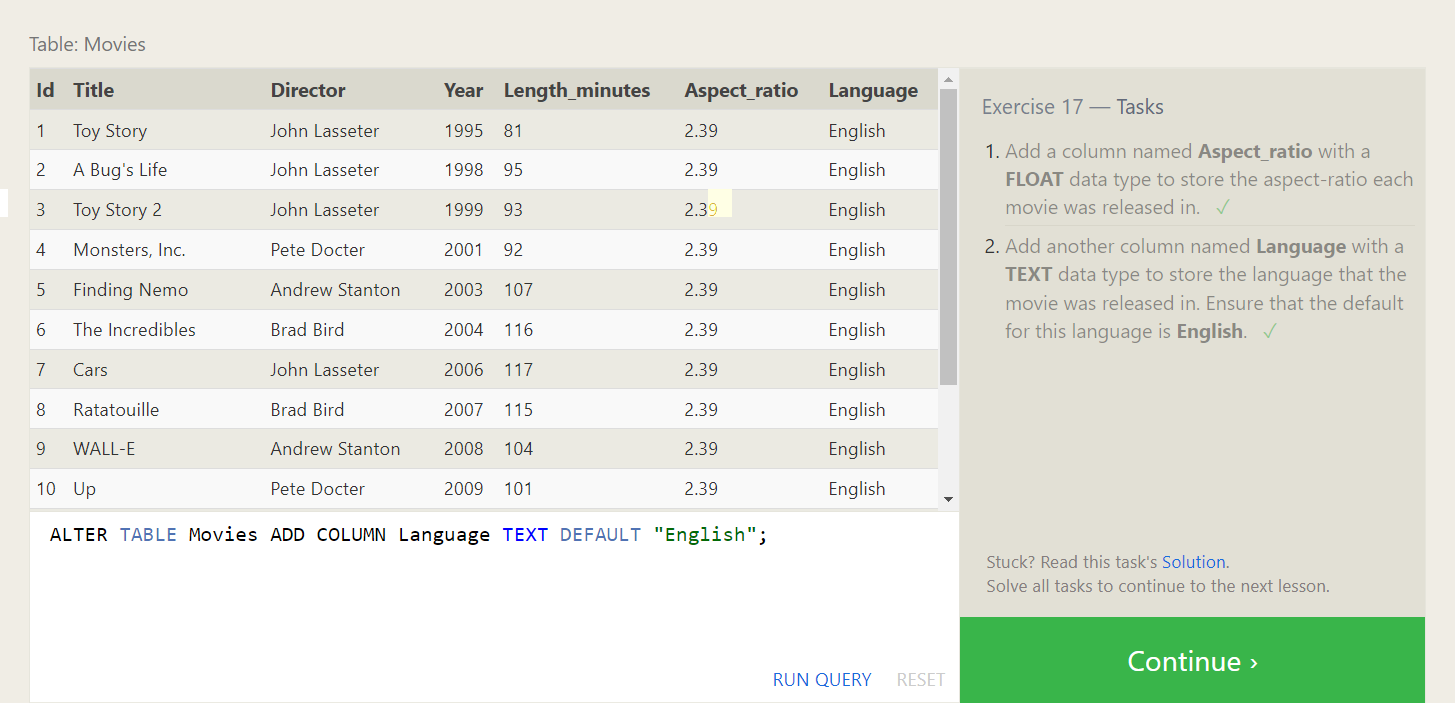 Table: Movies
Id Title Director Year Length_minutes Aspect_ratio Language
1 Toy Story John Lasseter 1995 81 2.39 English
2 A Bug's Life John Lasseter 1998 95 2.39 English
3 Toy Story 2 John Lasseter 1999 93 2.39 English
4 Monsters, Inc. Pete Docter 2001 92 2.39 English
5 Finding Nemo Andrew Stanton 2003 107 2.39 English
6 The Incredibles Brad Bird 2004 116 2.39 English
7 Cars John Lasseter 2006 117 2.39 English
8 Ratatouille Brad Bird 2007 115 2.39 English
9 WALL-E Andrew Stanton 2008 104 2.39 English
10 Up Pete Docter 2009 101 2.39 English
ALTER TABLE Movies ADD COLUMN Language TEXT DEFAULT "English";
RUN QUERY RESET
Exercise 17 — Tasks
1. Add a column named Aspect_ratio with a
FLOAT data type to store the aspect-ratio each
movie was released in. ✓
2. Add another column named Language with a
TEXT data type to store the language that the
movie was released in. Ensure that the default
for this language is English. ✓
Stuck? Read this task's Solution.
Solve all tasks to continue to the next lesson.
Continue ›